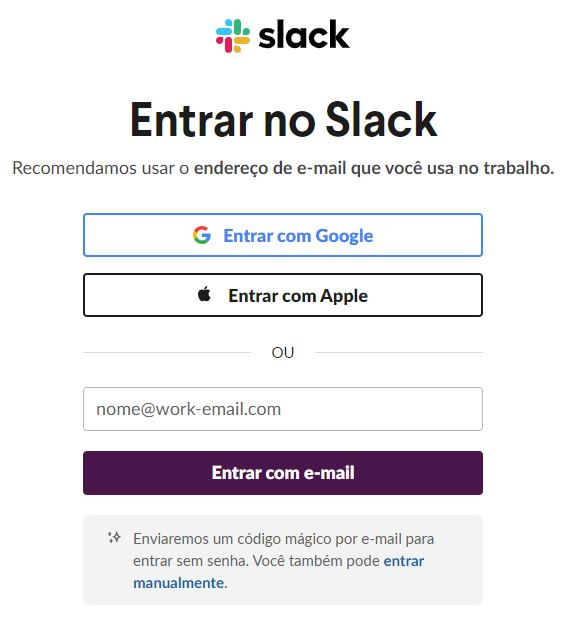 slack
Entrar no Slack
Recomendamos usar o endereço de e-mail que você usa no trabalho.
Entrar com Google
Entrar com Apple
OU
nome@work-email.com
Entrar com e-mail
Enviaremos um código mágico por e-mail para
entrar sem senha. Você também pode entrar
manualmente.